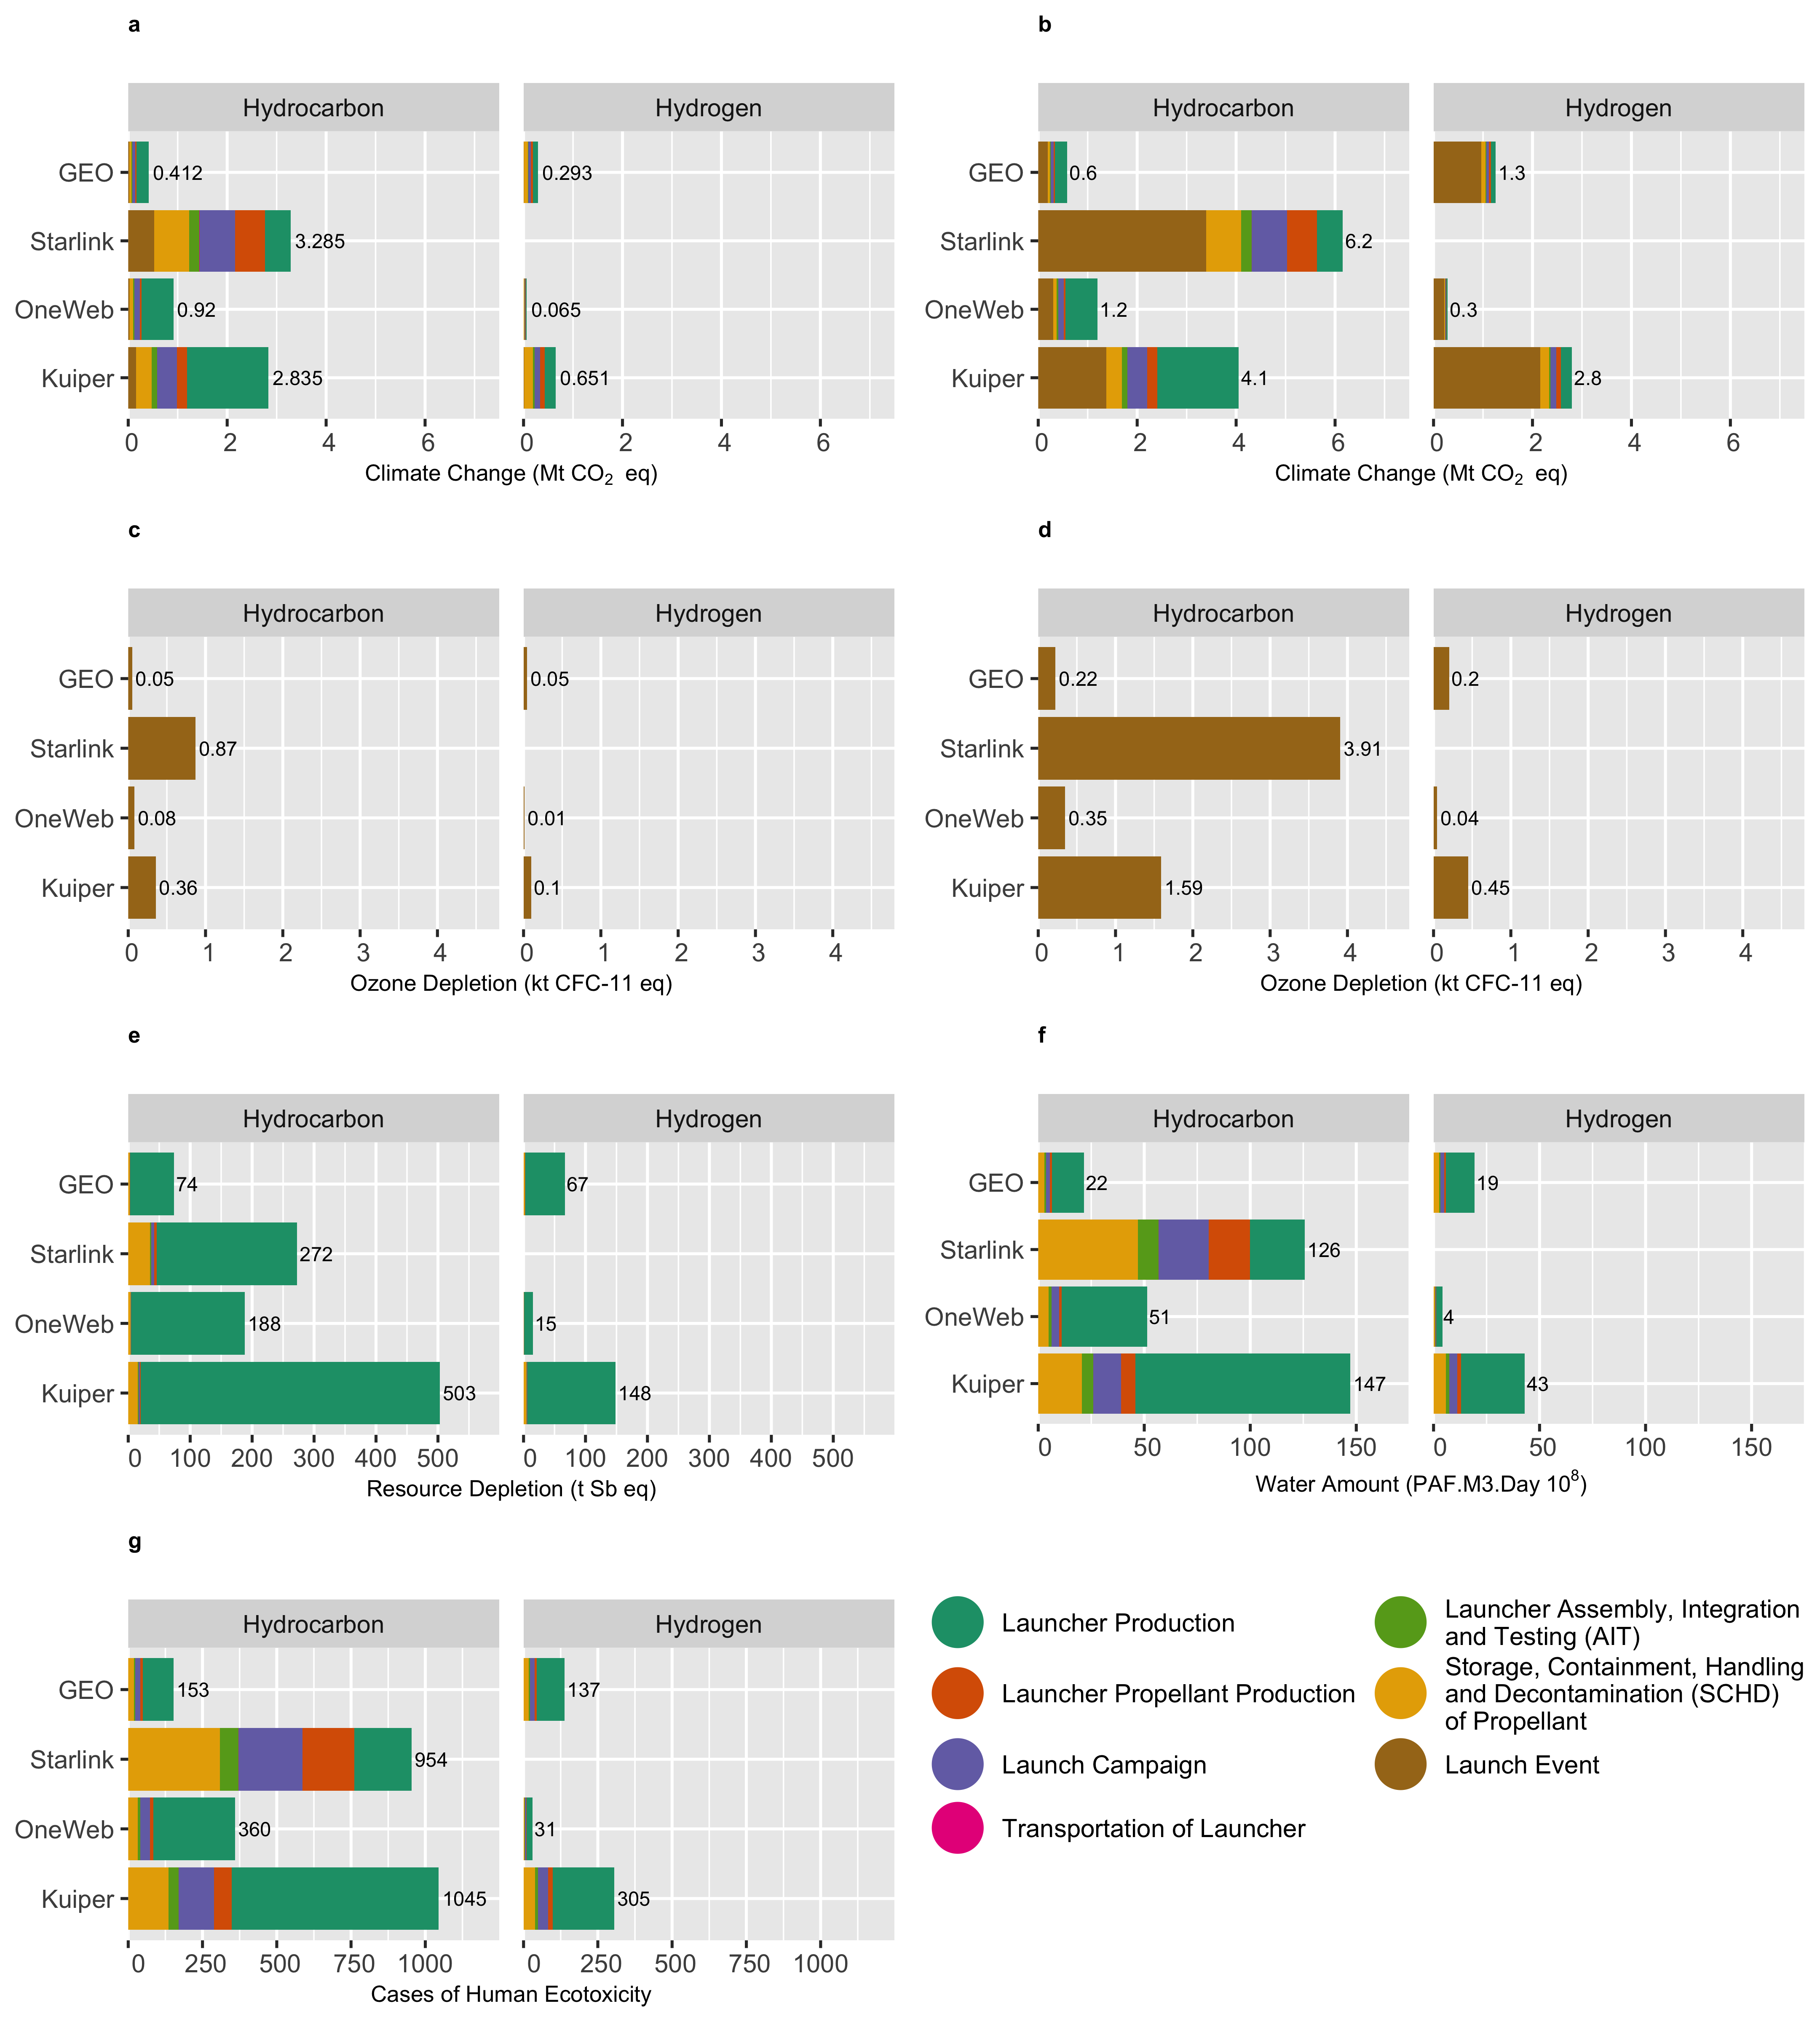 a
Hydrocarbon
Hydrogen
GEO
0.412
0.293
Starlink
3.285
OneWeb
0.92
0.065
Kuiper
2.835
0.651
0 2 4 6
0 2 4 6
Climate Change (Mt CO₂ eq)
b
Hydrocarbon
Hydrogen
GEO
0.6
1.3
Starlink
6.2
OneWeb
1.2
0.3
Kuiper
4.1
2.8
0 2 4 6
0 2 4 6
Climate Change (Mt CO₂ eq)
c
Hydrocarbon
Hydrogen
GEO
0.05
0.05
Starlink
0.87
OneWeb
0.08
0.01
Kuiper
0.36
0.1
0 1 2 3 4
0 1 2 3 4
Ozone Depletion (kt CFC-11 eq)
d
Hydrocarbon
Hydrogen
GEO
0.22
0.2
Starlink
3.91
OneWeb
0.35
0.04
Kuiper
1.59
0.45
0 1 2 3 4
0 1 2 3 4
Ozone Depletion (kt CFC-11 eq)
e
Hydrocarbon
Hydrogen
GEO
74
67
Starlink
272
OneWeb
188
15
Kuiper
503
148
0 100 200 300 400 500
0 100 200 300 400 500
Resource Depletion (t Sb eq)
f
Hydrocarbon
Hydrogen
GEO
22
19
Starlink
126
OneWeb
51
4
Kuiper
147
43
0 50 100 150
0 50 100 150
Water Amount (PAF.M3.Day 10⁸)
g
Hydrocarbon
Hydrogen
GEO
153
137
Starlink
954
OneWeb
360
31
Kuiper
1045
305
0 250 500 750 1000
0 250 500 750 1000
Cases of Human Ecotoxicity
Launcher Production
Launcher Propellant Production
Launch Campaign
Transportation of Launcher
Launcher Assembly, Integration
and Testing (AIT)
Storage, Containment, Handling
and Decontamination (SCHD)
of Propellant
Launch Event